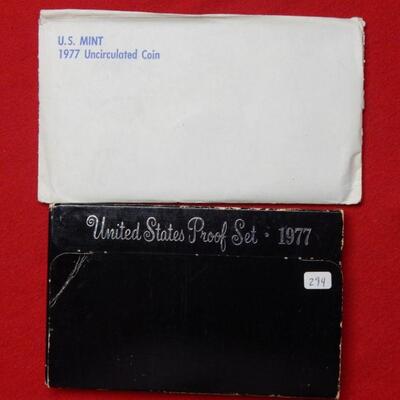 U.S. MINT
1977 Uncirculated Coin
United States Proof Set • 1977
294